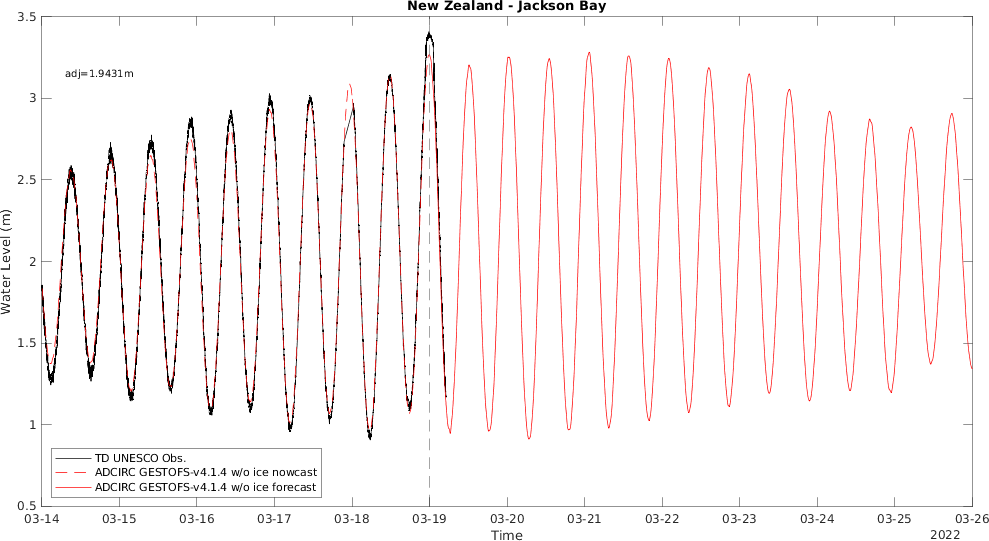 New Zealand - Jackson Bay
adj=1.9431m
Water Level (m)
3.5
3
2.5
2
1.5
1
0.5
TD UNESCO Obs.
ADCIRC GESTOFS-v4.1.4 w/o ice nowcast
ADCIRC GESTOFS-v4.1.4 w/o ice forecast
03-14 03-15 03-16 03-17 03-18 03-19 03-20 03-21 03-22 03-23 03-24 03-25 03-26
Time
2022